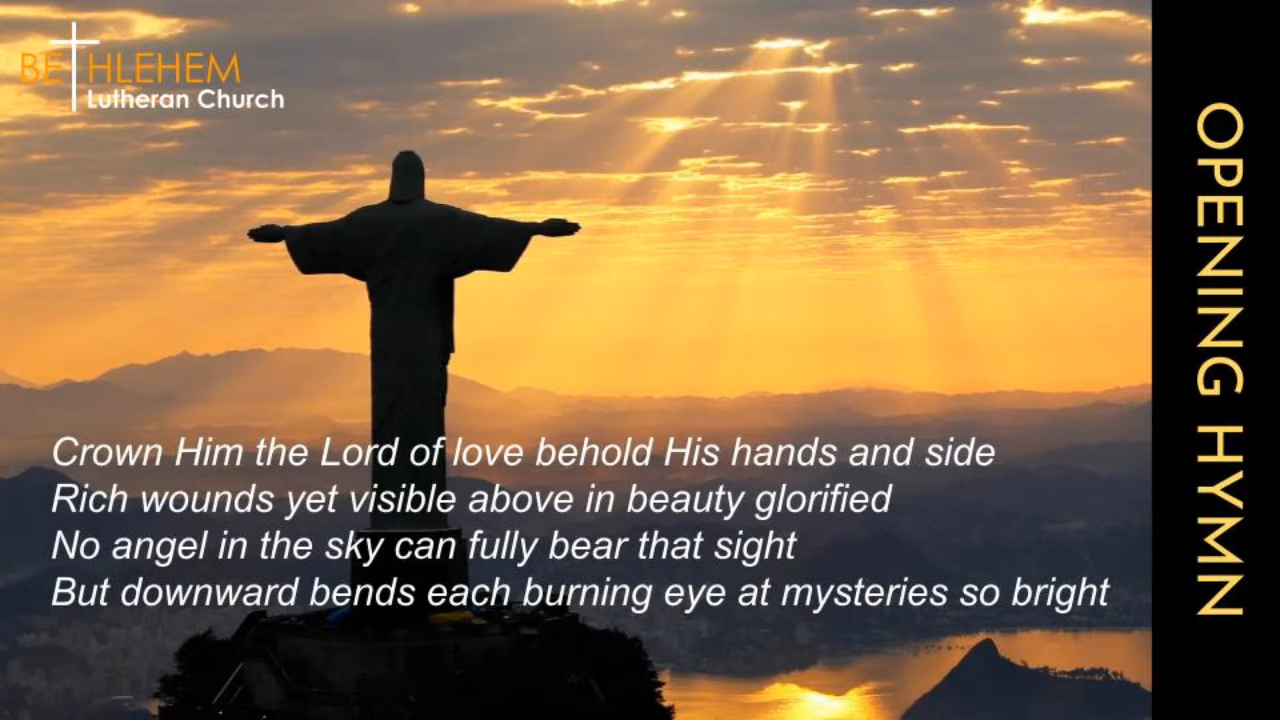 BETHLEHEM
Lutheran Church
OPENING HYMN
Crown Him the Lord of love behold His hands and side
Rich wounds yet visible above in beauty glorified
No angel in the sky can fully bear that sight
But downward bends each burning eye at mysteries so bright